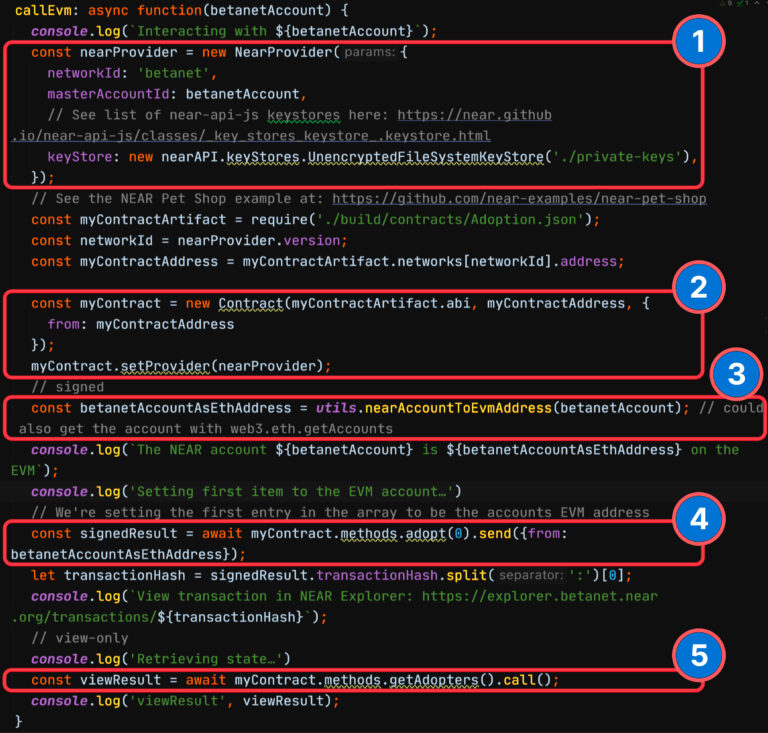 callEvm: async function(betanetAccount) {
console.log(`Interacting with ${betanetAccount}`);
1
const nearProvider = new NearProvider( params: {
networkId: 'betanet',
masterAccountId: betanetAccount,
// See list of near-api-js keystores here: https://near.github
.io/near-api-js/classes/_key_stores_keystore_.keystore.html
keyStore: new nearAPI.keyStores.UnencryptedFileSystemKeyStore('./private-keys'),
});
// See the NEAR Pet Shop example at: https://github.com/near-examples/near-pet-shop
const myContractArtifact = require('./build/contracts/Adoption.json');
const networkId = nearProvider.version;
const myContractAddress = myContractArtifact.networks[networkId].address;
2
const myContract = new Contract(myContractArtifact.abi, myContractAddress, {
from: myContractAddress
});
myContract.setProvider(nearProvider);
3
// signed
const betanetAccountAsEthAddress = utils.nearAccountToEvmAddress(betanetAccount); // could
also get the account with web3.eth.getAccounts
console.log(`The NEAR account ${betanetAccount} is ${betanetAccountAsEthAddress} on the
EVM`);
console.log('Setting first item to the EVM account…')
// We're setting the first entry in the array to be the accounts EVM address
4
const signedResult = await myContract.methods.adopt(0).send({from:
betanetAccountAsEthAddress});
let transactionHash = signedResult.transactionHash.split( separator: ':')[0];
console.log(`View transaction in NEAR Explorer: https://explorer.betanet.near
.org/transactions/${transactionHash}`);
// view-only
console.log('Retrieving state…')
5
const viewResult = await myContract.methods.getAdopters().call();
console.log('viewResult', viewResult);
}